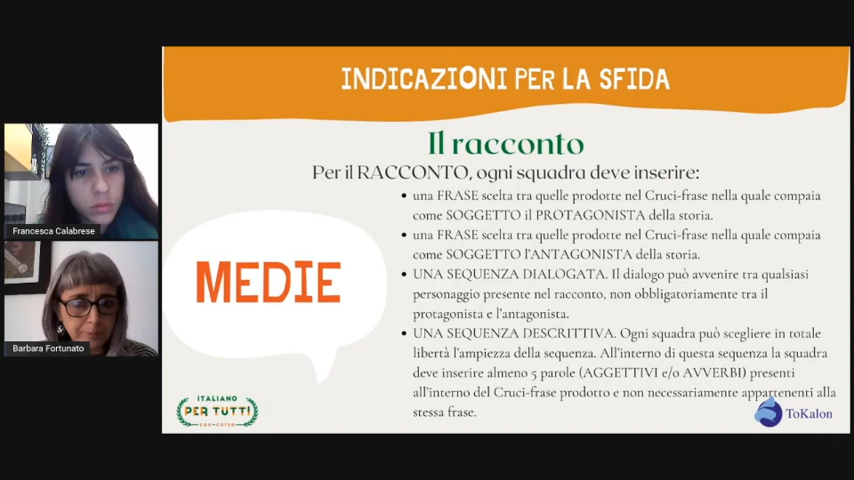 INDICAZIONI PER LA SFIDA
Il racconto
Per il RACCONTO, ogni squadra deve inserire:
una FRASE scelta tra quelle prodotte nel Cruci-frase nella quale compaia
come SOGGETTO il PROTAGONISTA della storia.
una FRASE scelta tra quelle prodotte nel Cruci-frase nella quale compaia
come SOGGETTO l'ANTAGONISTA della storia.
UNA SEQUENZA DIALOGATA. Il dialogo può avvenire tra qualsiasi
personaggio presente nel racconto, non obbligatoriamente tra il
protagonista e l'antagonista.
UNA SEQUENZA DESCRITTIVA. Ogni squadra può scegliere in totale
libertà l'ampiezza della sequenza. All'interno di questa sequenza la squadra
deve inserire almeno 5 parole (AGGETTIVI e/o AVVERBI) presenti
all'interno del Cruci-frase prodotto e non necessariamente appartenenti alla
stessa frase.
MEDIE
Francesca Calabrese
Barbara Fortunato
ITALIANO
PER TUTTI
CON-CORSO
ToKalon